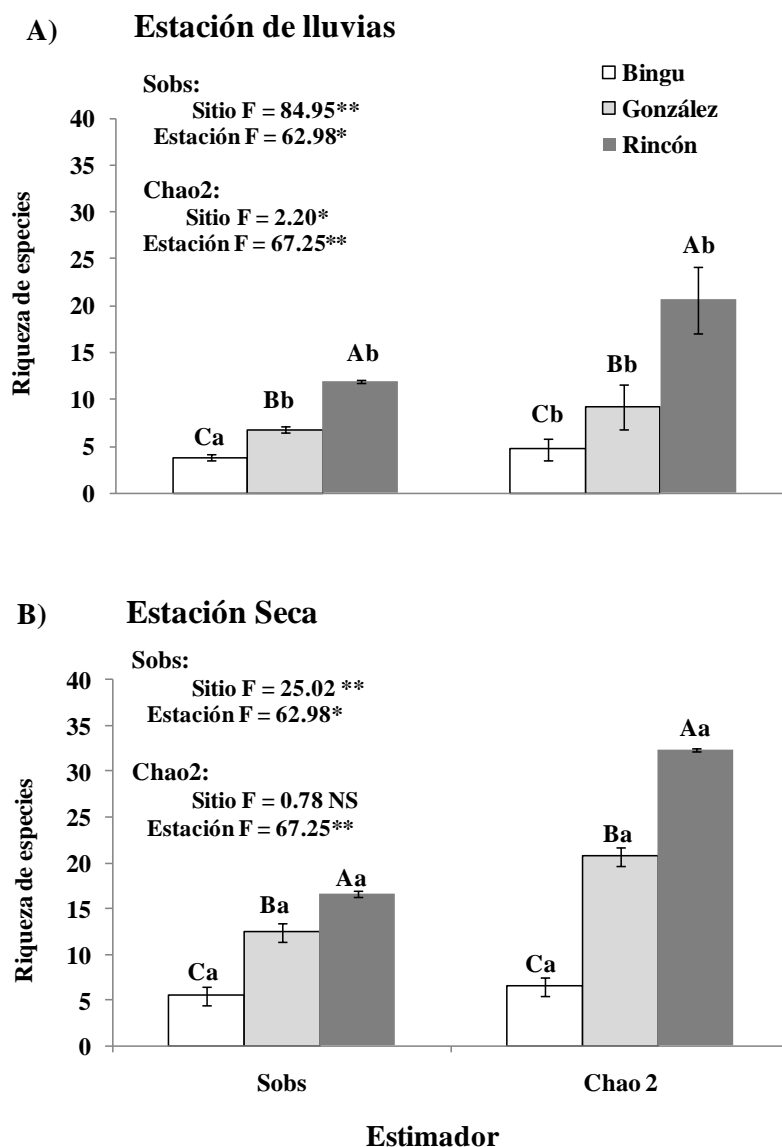 A) Estación de lluvias
Sobs:
Sitio F = 84.95**
Estación F = 62.98*
Chao2:
Sitio F = 2.20*
Estación F = 67.25**
Bingu
González
Rincón
Riqueza de especies
40
35
30
25
20
15
10
5
0
Ca
Bb
Ab
Cb
Bb
Ab
B) Estación Seca
Sobs:
Sitio F = 25.02 **
Estación F = 62.98*
Chao2:
Sitio F = 0.78 NS
Estación F = 67.25**
Riqueza de especies
40
35
30
25
20
15
10
5
0
Ca
Ba
Aa
Ca
Ba
Aa
Sobs Chao 2
Estimador